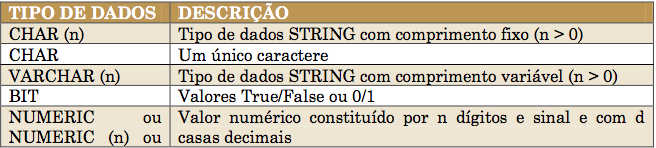 TIPO DE DADOS DESCRIÇÃO
CHAR (n) Tipo de dados STRING com comprimento fixo (n > 0)
CHAR Um único caractere
VARCHAR (n) Tipo de dados STRING com comprimento variável (n > 0)
BIT Valores True/False ou 0/1
NUMERIC ou Valor numérico constituído por n dígitos e sinal e com d
NUMERIC (n) ou casas decimais